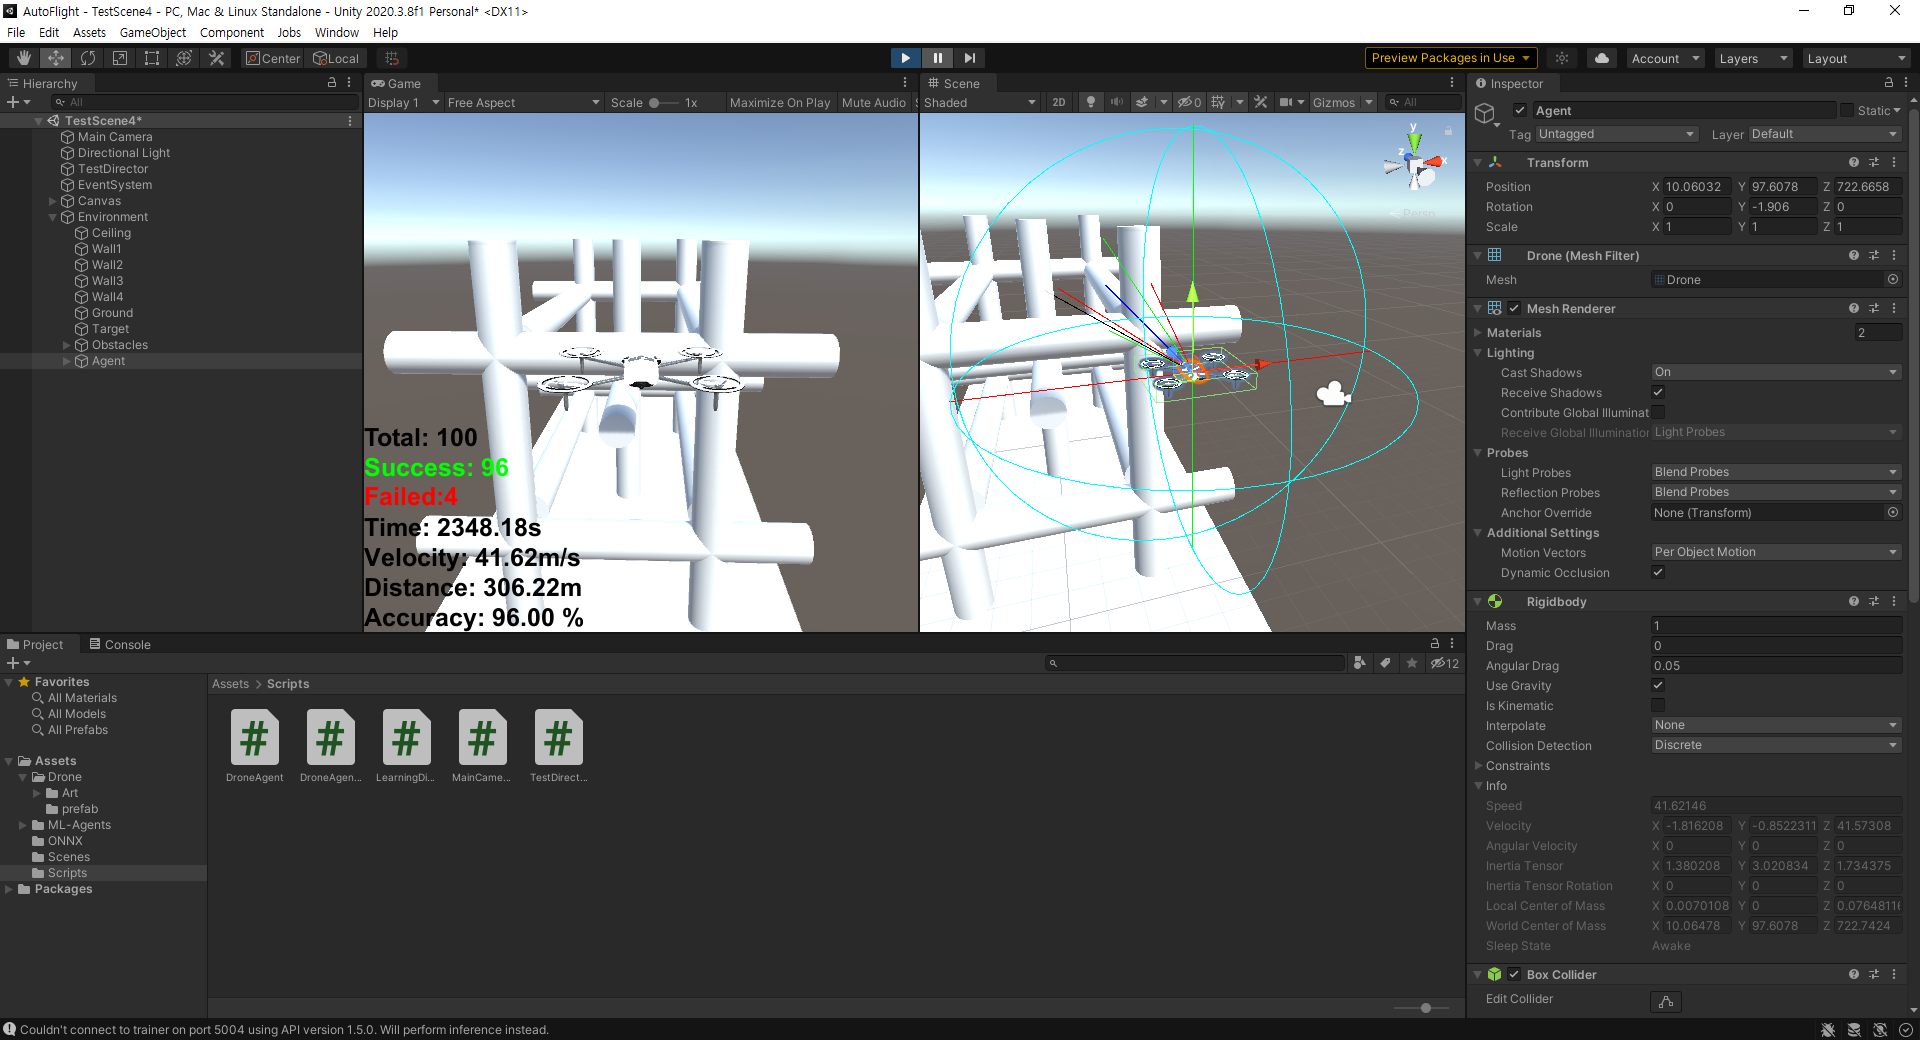 AutoFlight - TestScene4 - PC, Mac & Linux Standalone - Unity 2020.3.8f1 Personal* <DX11>
File Edit Assets GameObject Component Jobs Window Help
Center Local
Preview Packages in Use Account Layers Layout
Hierarchy
All
TestScene4*
Main Camera
Directional Light
TestDirector
EventSystem
Canvas
Environment
Ceiling
Wall1
Wall2
Wall3
Wall4
Ground
Target
Obstacles
Agent
Game
Display 1 Free Aspect Scale 1x Maximize On Play Mute Audio S
Total: 100
Success: 96
Failed:4
Time: 2348.18s
Velocity: 41.62m/s
Distance: 306.22m
Accuracy: 96.00 %
Scene
Shaded 2D 0 Gizmos All
y
z
x
Persp
Inspector
Agent Static
Tag Untagged Layer Default
Transform
Position X 10.06032 Y 97.6078 Z 722.6658
Rotation X 0 Y -1.906 Z 0
Scale X 1 Y 1 Z 1
Drone (Mesh Filter)
Mesh Drone
Mesh Renderer
Materials 2
Lighting
Cast Shadows On
Receive Shadows
Contribute Global Illuminat
Receive Global Illumination Light Probes
Probes
Light Probes Blend Probes
Reflection Probes Blend Probes
Anchor Override None (Transform)
Additional Settings
Motion Vectors Per Object Motion
Dynamic Occlusion
Rigidbody
Mass 1
Drag 0
Angular Drag 0.05
Use Gravity
Is Kinematic
Interpolate None
Collision Detection Discrete
Constraints
Info
Speed 41.62146
Velocity X -1.816208 Y -0.8522311 Z 41.57308
Angular Velocity X 0 Y 0 Z 0
Inertia Tensor X 1.380208 Y 3.020834 Z 1.734375
Inertia Tensor Rotation X 0 Y 0 Z 0
Local Center of Mass X 0.0070108 Y 0 Z 0.0764811
World Center of Mass X 10.06478 Y 97.6078 Z 722.7424
Sleep State Awake
Box Collider
Edit Collider
Project Console
12
Favorites
All Materials
All Models
All Prefabs
Assets
Drone
Art
prefab
ML-Agents
ONNX
Scenes
Scripts
Packages
Assets > Scripts
DroneAgent DroneAgen... LearningDi... MainCame... TestDirect...
Couldn't connect to trainer on port 5004 using API version 1.5.0. Will perform inference instead.